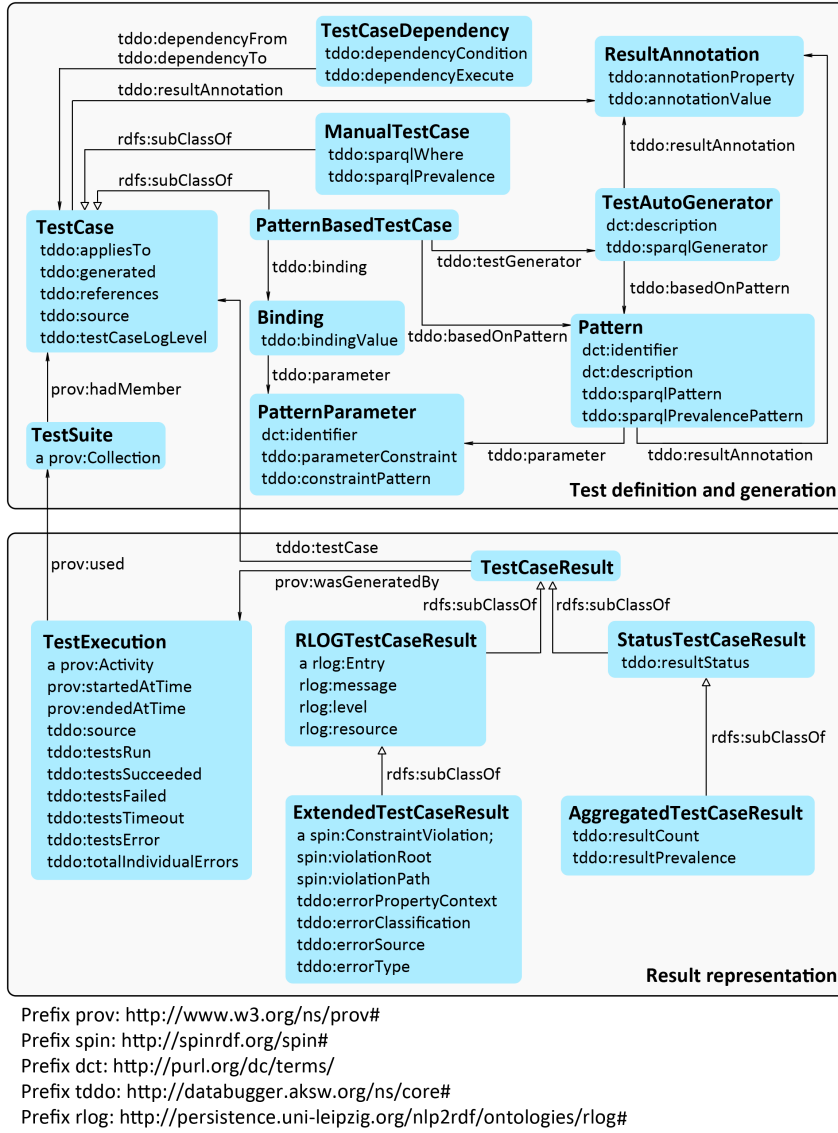 tddo:dependencyFrom
tddo:dependencyTo
TestCaseDependency
tddo:dependencyCondition
tddo:dependencyExecute
ResultAnnotation
tddo:annotationProperty
tddo:annotationValue
tddo:resultAnnotation
rdfs:subClassOf
ManualTestCase
tddo:sparqlWhere
tddo:sparqlPrevalence
tddo:resultAnnotation
rdfs:subClassOf
TestCase
tddo:appliesTo
tddo:generated
tddo:references
tddo:source
tddo:testCaseLogLevel
PatternBasedTestCase
TestAutoGenerator
dct:description
tddo:sparqlGenerator
tddo:binding
tddo:testGenerator
tddo:basedOnPattern
Binding
tddo:bindingValue
tddo:basedOnPattern
Pattern
dct:identifier
dct:description
tddo:sparqlPattern
tddo:sparqlPrevalencePattern
prov:hadMember
tddo:parameter
PatternParameter
dct:identifier
tddo:parameterConstraint
tddo:constraintPattern
TestSuite
a prov:Collection
tddo:parameter
tddo:resultAnnotation
Test definition and generation
prov:used
tddo:testCase
prov:wasGeneratedBy
TestCaseResult
rdfs:subClassOf
rdfs:subClassOf
TestExecution
a prov:Activity
prov:startedAtTime
prov:endedAtTime
tddo:source
tddo:testsRun
tddo:testsSucceeded
tddo:testsFailed
tddo:testsTimeout
tddo:testsError
tddo:totalIndividualErrors
RLOGTestCaseResult
a rlog:Entry
rlog:message
rlog:level
rlog:resource
StatusTestCaseResult
tddo:resultStatus
rdfs:subClassOf
rdfs:subClassOf
ExtendedTestCaseResult
a spin:ConstraintViolation;
spin:violationRoot
spin:violationPath
tddo:errorPropertyContext
tddo:errorClassification
tddo:errorSource
tddo:errorType
AggregatedTestCaseResult
tddo:resultCount
tddo:resultPrevalence
Result representation
Prefix prov: http://www.w3.org/ns/prov#
Prefix spin: http://spinrdf.org/spin#
Prefix dct: http://purl.org/dc/terms/
Prefix tddo: http://databugger.aksw.org/ns/core#
Prefix rlog: http://persistence.uni-leipzig.org/nlp2rdf/ontologies/rlog#